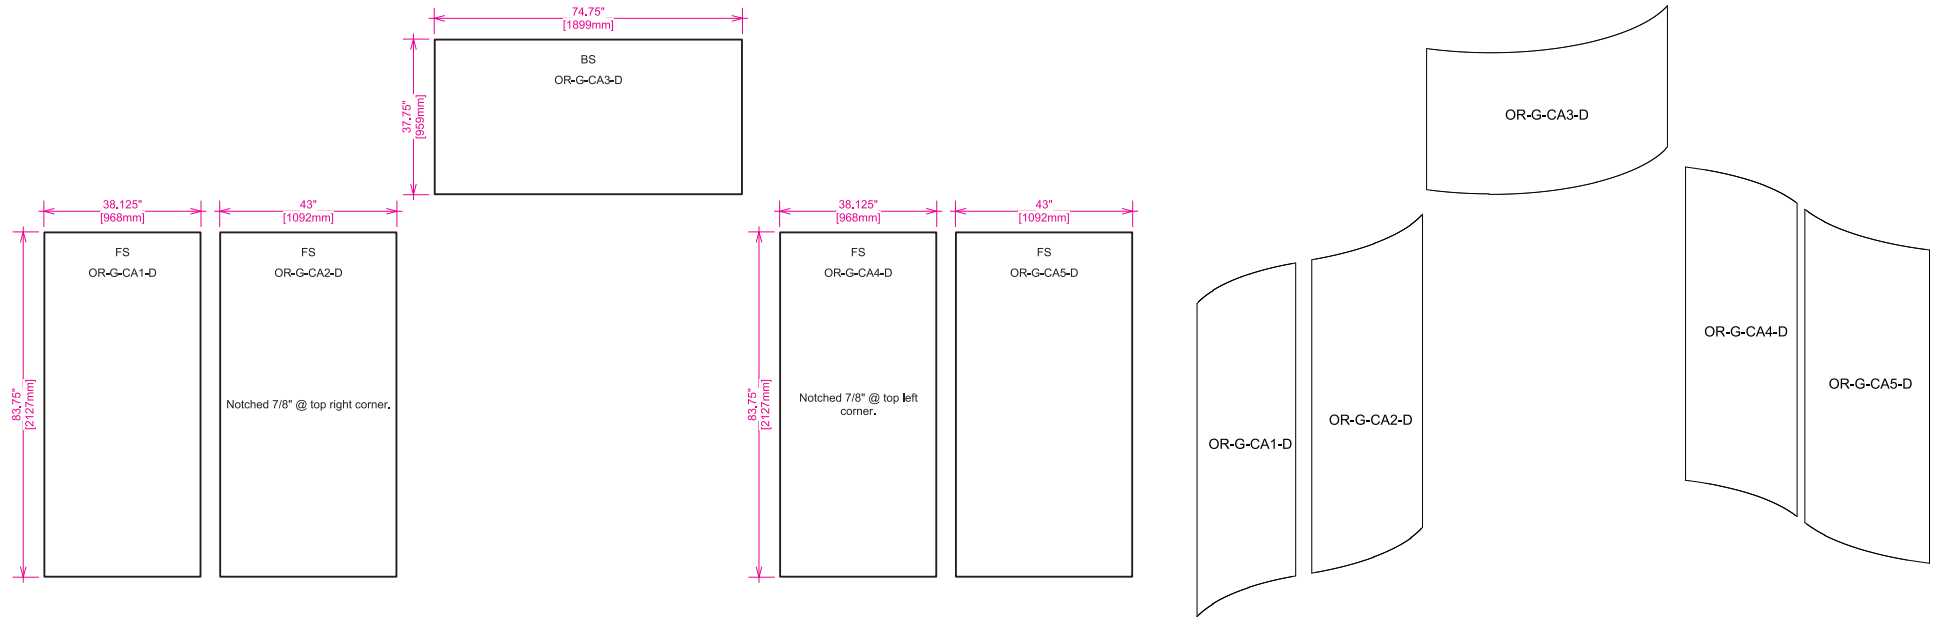 74.75"
[1899mm]
37.75"
[959mm]
BS
OR-G-CA3-D
38.125"
[968mm]
43"
[1092mm]
83.75"
[2127mm]
FS
OR-G-CA1-D
FS
OR-G-CA2-D
Notched 7/8" @ top right corner.
38.125"
[968mm]
43"
[1092mm]
83.75"
[2127mm]
FS
OR-G-CA4-D
Notched 7/8" @ top left
corner.
FS
OR-G-CA5-D
OR-G-CA3-D
OR-G-CA1-D
OR-G-CA2-D
OR-G-CA4-D
OR-G-CA5-D